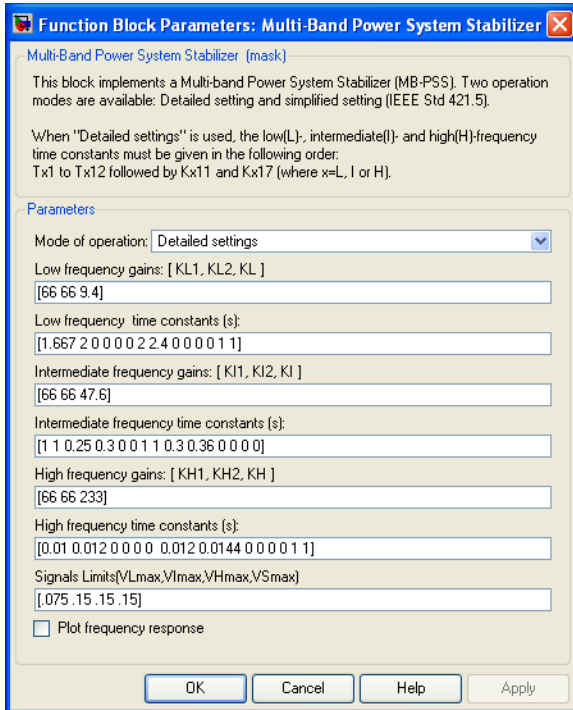 Function Block Parameters: Multi-Band Power System Stabilizer
Multi-Band Power System Stabilizer (mask)
This block implements a Multi-band Power System Stabilizer (MB-PSS). Two operation
modes are available: Detailed setting and simplified setting (IEEE Std 421.5).
When "Detailed settings" is used, the low(L)-, intermediate(I)- and high(H)-frequency
time constants must be given in the following order:
Tx1 to Tx12 followed by Kx11 and Kx17 (where x=L, I or H).
Parameters
Mode of operation: Detailed settings
Low frequency gains: [ KL1, KL2, KL ]
[66 66 9.4]
Low frequency time constants (s):
[1.667 2 0 0 0 0 2 2.4 0 0 0 0 1 1]
Intermediate frequency gains: [ KI1, KI2, KI ]
[66 66 47.6]
Intermediate frequency time constants (s):
[1 1 0.25 0.3 0 0 1 1 0.3 0.36 0 0 0 0]
High frequency gains: [ KH1, KH2, KH ]
[66 66 233]
High frequency time constants (s):
[0.01 0.012 0 0 0 0 0.012 0.0144 0 0 0 0 1 1]
Signals Limits(VLmax,VImax,VHmax,VSmax)
[.075 .15 .15 .15]
Plot frequency response
OK Cancel Help Apply